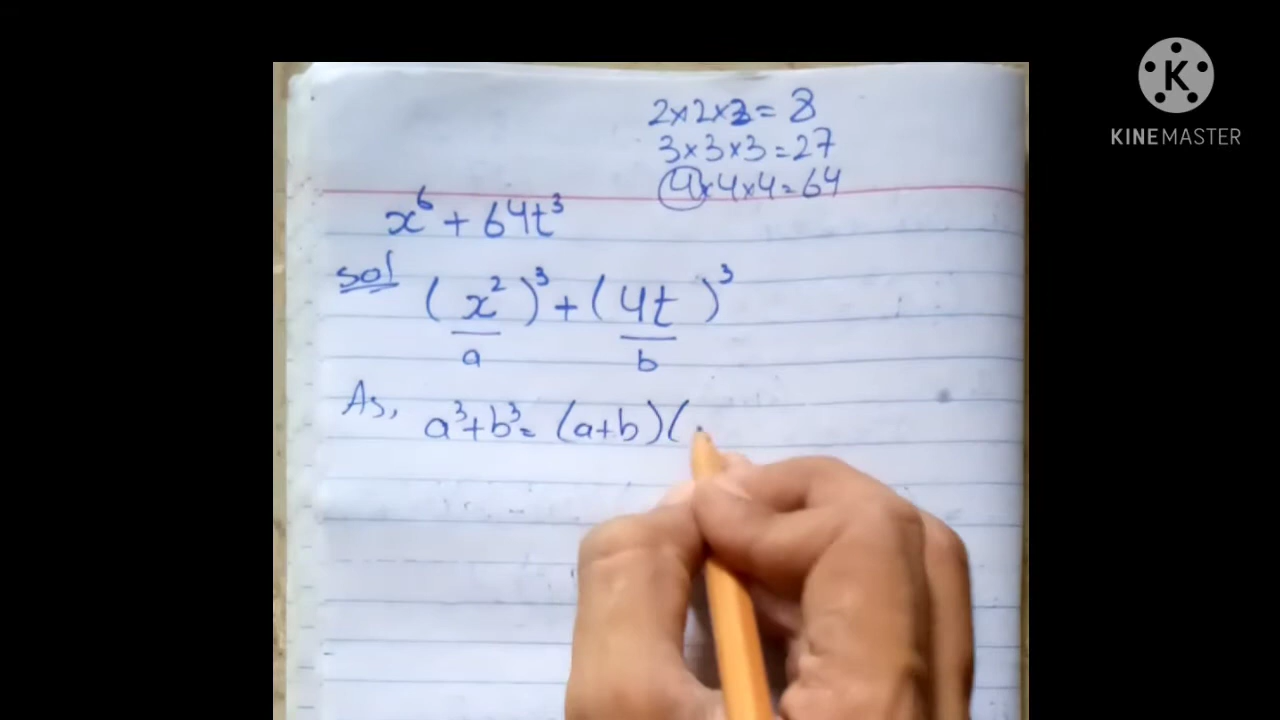 KINEMASTER
2×2×2=8
3×3×3=27
4×4×4=64
x⁶+64t³
Sol
(x²)³+(4t)³
a b
As, a³+b³=(a+b)(